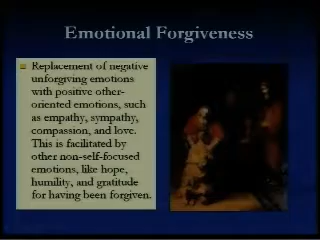 Emotional Forgiveness
Replacement of negative
unforgiving emotions
with positive other-
oriented emotions, such
as empathy, sympathy,
compassion, and love.
This is facilitated by
other non-self-focused
emotions, like hope,
humility, and gratitude
for having been forgiven.